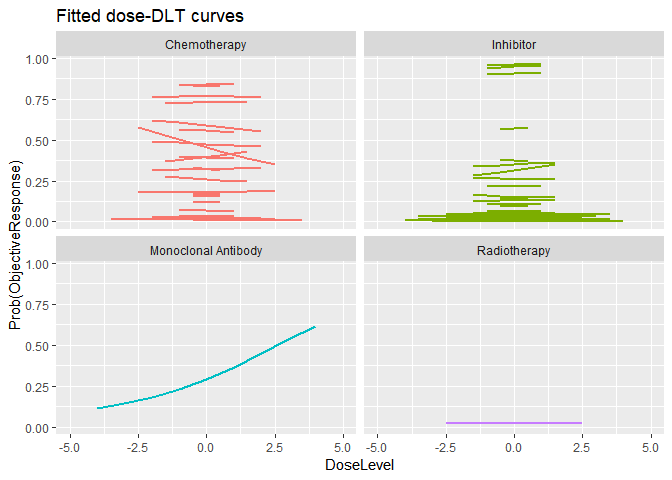 Fitted dose-DLT curves
Chemotherapy
Inhibitor
1.00
0.75
0.50
0.25
0.00
Monoclonal Antibody
Radiotherapy
1.00
0.75
0.50
0.25
0.00
-5.0 -2.5 0.0 2.5 5.0
-5.0 -2.5 0.0 2.5 5.0
DoseLevel
Prob(ObjectiveResponse)